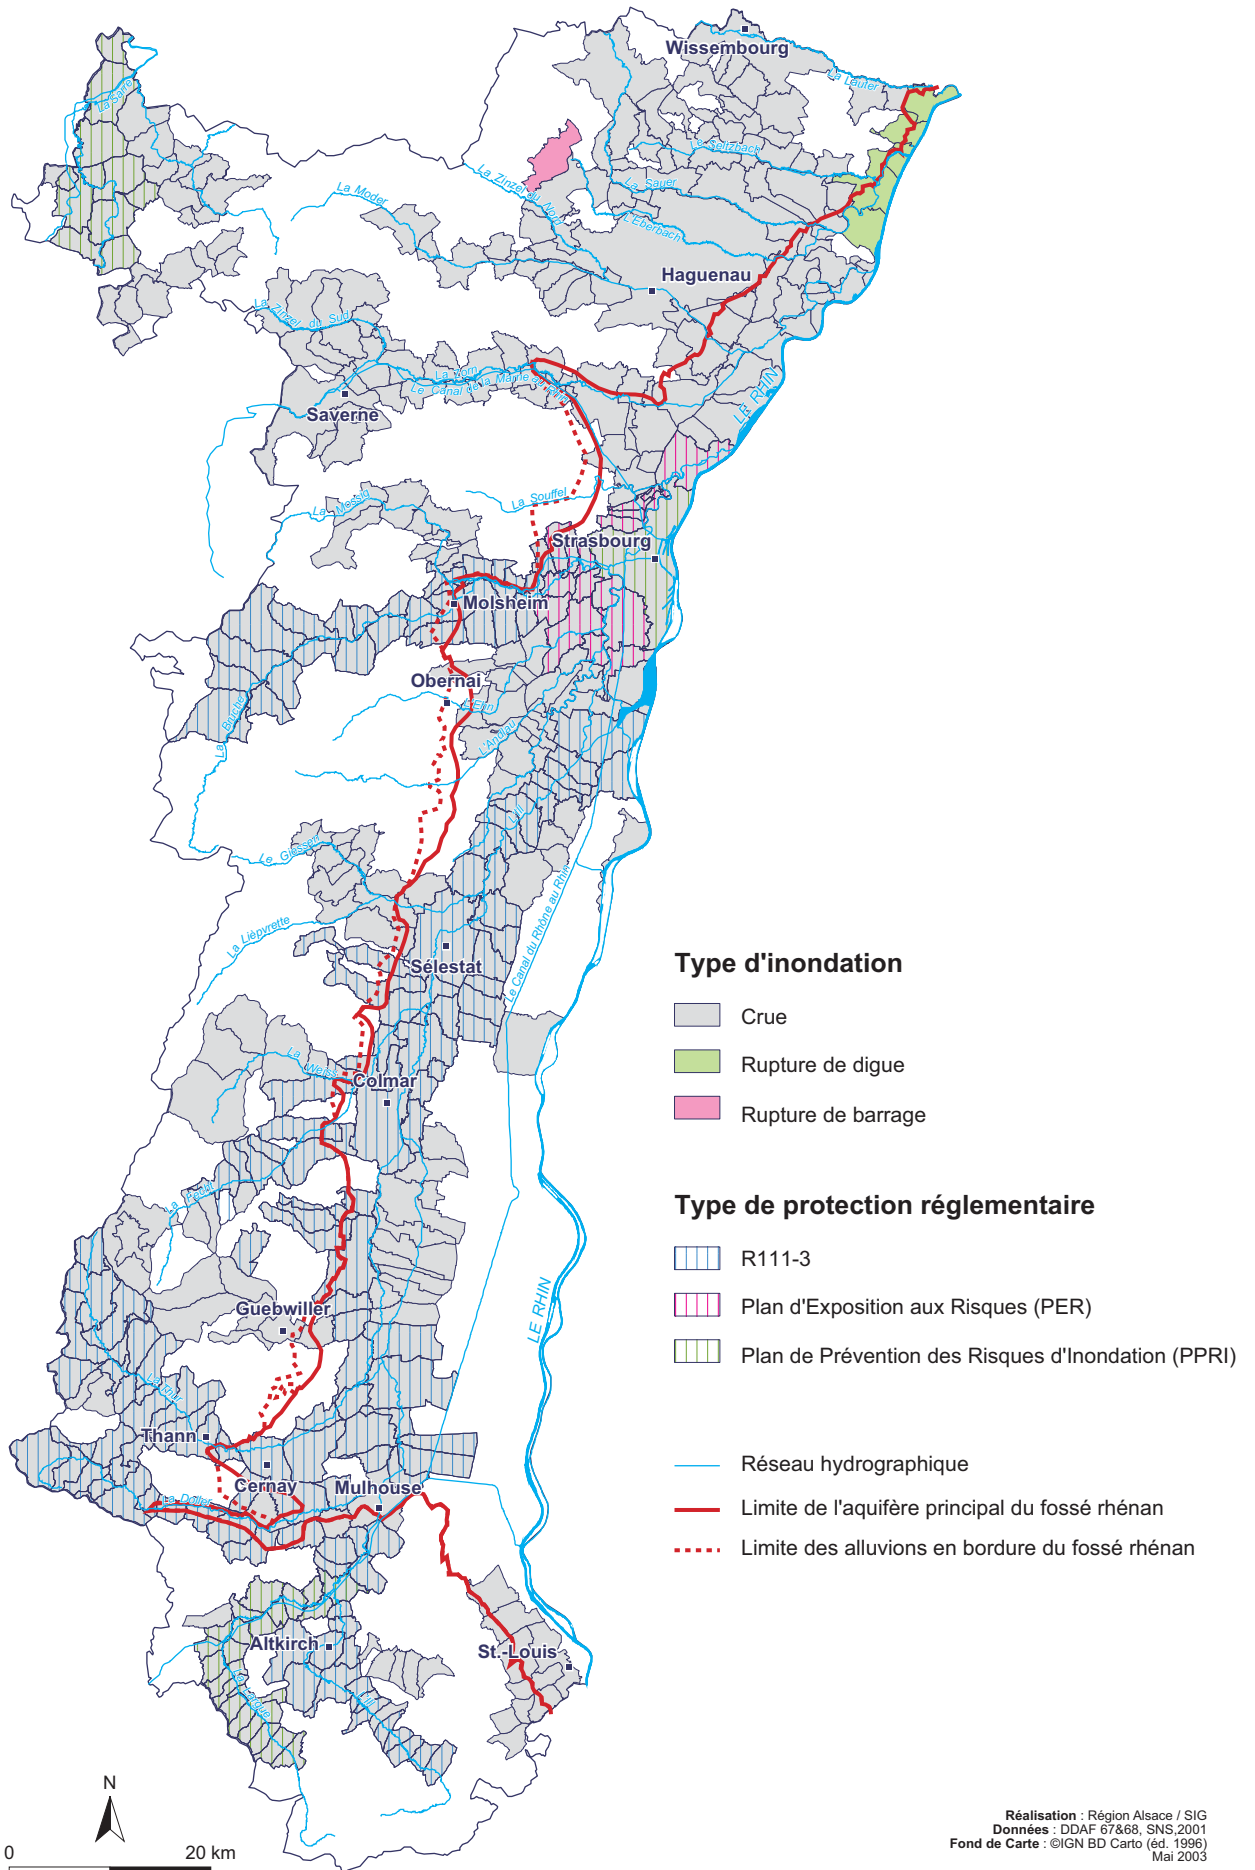 Wissembourg
La Lauter
La Sarre
Le Seltzbach
La Zinzel du Nord
La Sauer
La Moder
L'Eberbach
Haguenau
La Zinzel du Sud
La Zorn
Le Canal de la Marne au Rhin
LE RHIN
Saverne
La Souffel
La Mossig
Strasbourg
Molsheim
Obernai
L'Ehn
La Bruche
L'Andlau
L'Ill
Le Giessen
Le Canal du Rhône au Rhin
La Lièpvrette
Sélestat
La Weiss
Colmar
La Fecht
LE RHIN
Guebwiller
La Thur
Thann
Cernay
Mulhouse
La Doller
Altkirch
St.-Louis
La Largue
L'Ill
Type d'inondation
Crue
Rupture de digue
Rupture de barrage
Type de protection réglementaire
R111-3
Plan d'Exposition aux Risques (PER)
Plan de Prévention des Risques d'Inondation (PPRI)
Réseau hydrographique
Limite de l'aquifère principal du fossé rhénan
Limite des alluvions en bordure du fossé rhénan
N
0 20 km
Réalisation : Région Alsace / SIG
Données : DDAF 67&68, SNS,2001
Fond de Carte : ©IGN BD Carto (éd. 1996)
Mai 2003